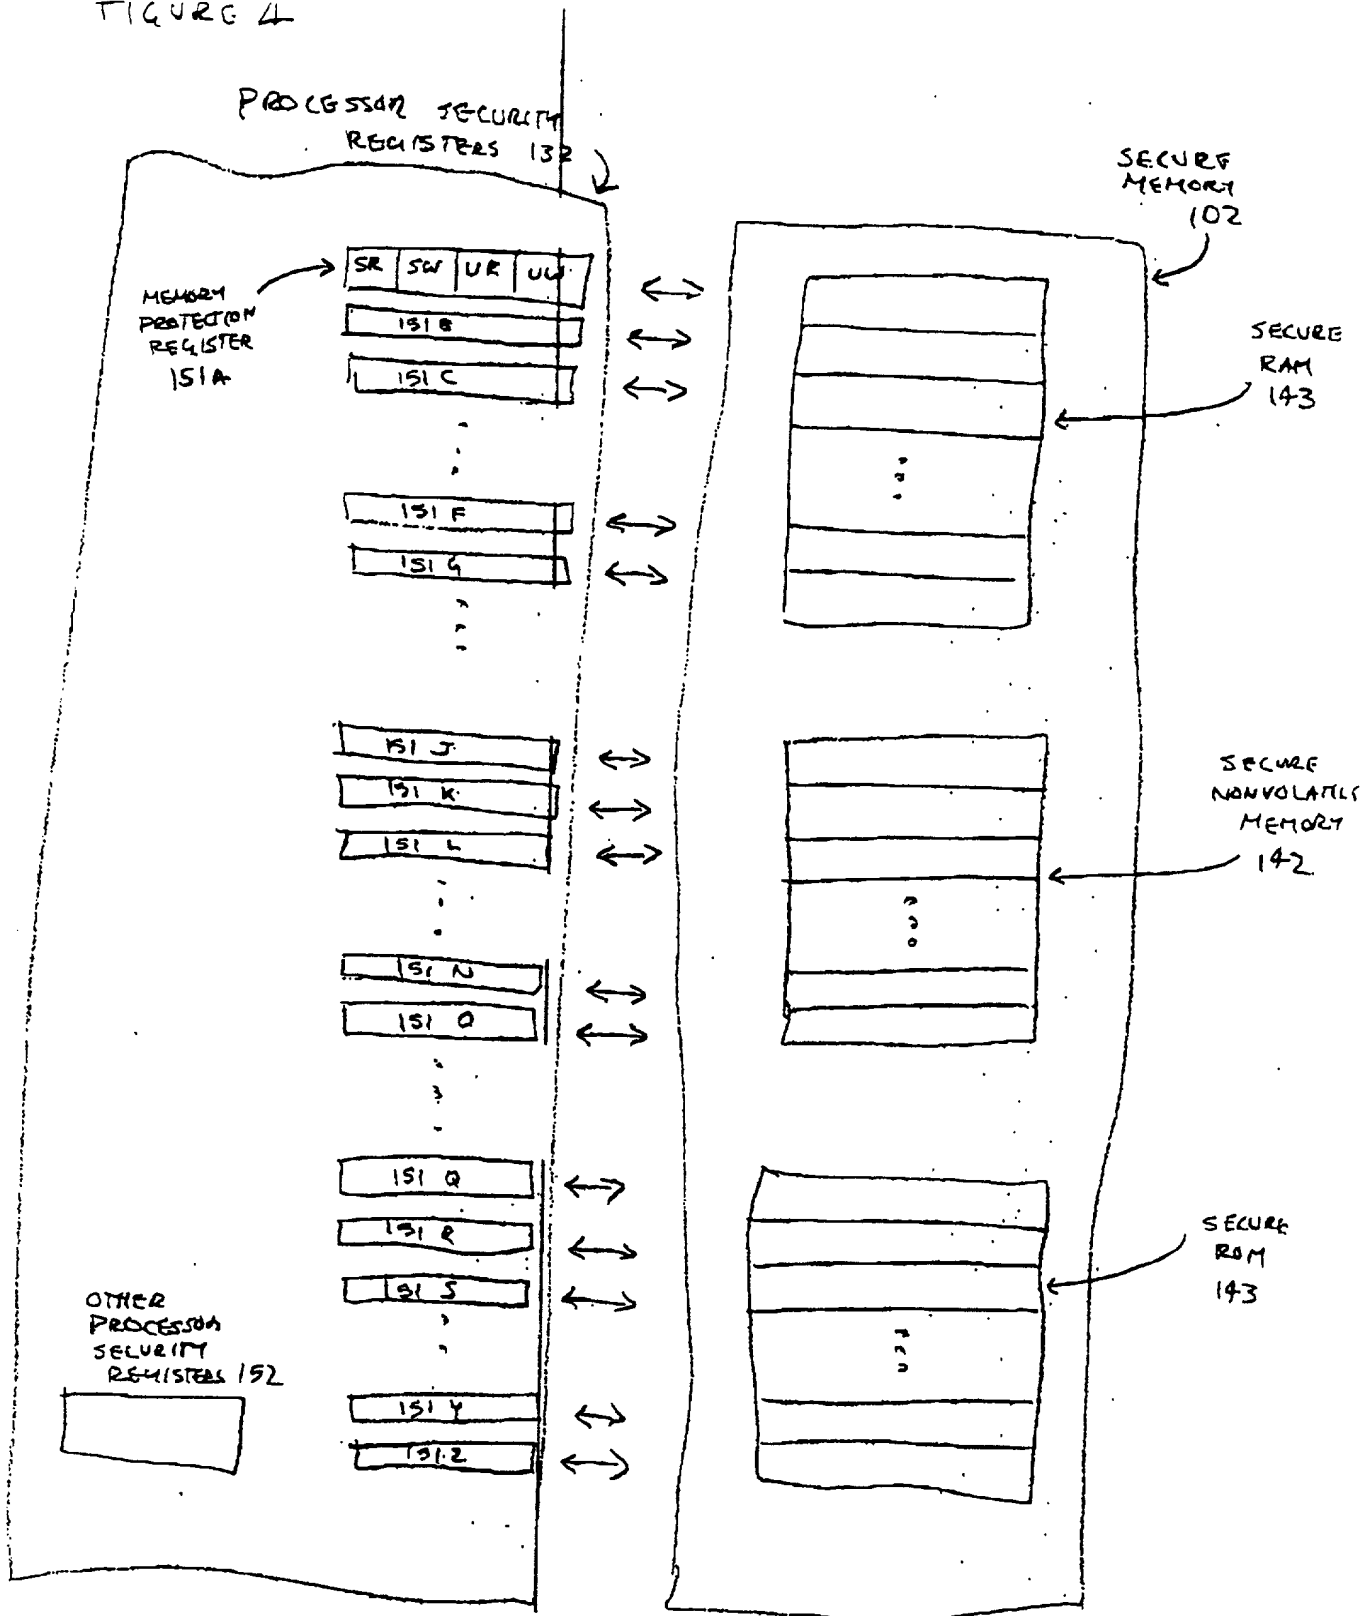 FIGURE 4
PROCESSOR SECURITY
REGISTERS 132
SECURE
MEMORY
102
SR SW UR UW
MEMORY
PROTECTION
REGISTER
151A
151 B
151 C
SECURE
RAM
143
151 F
151 G
151 J
151 K
151 L
SECURE
NONVOLATILE
MEMORY
142
151 N
151 O
151 Q
151 R
151 S
SECURE
ROM
143
OTHER
PROCESSOR
SECURITY
REGISTERS 152
151 Y
151 Z